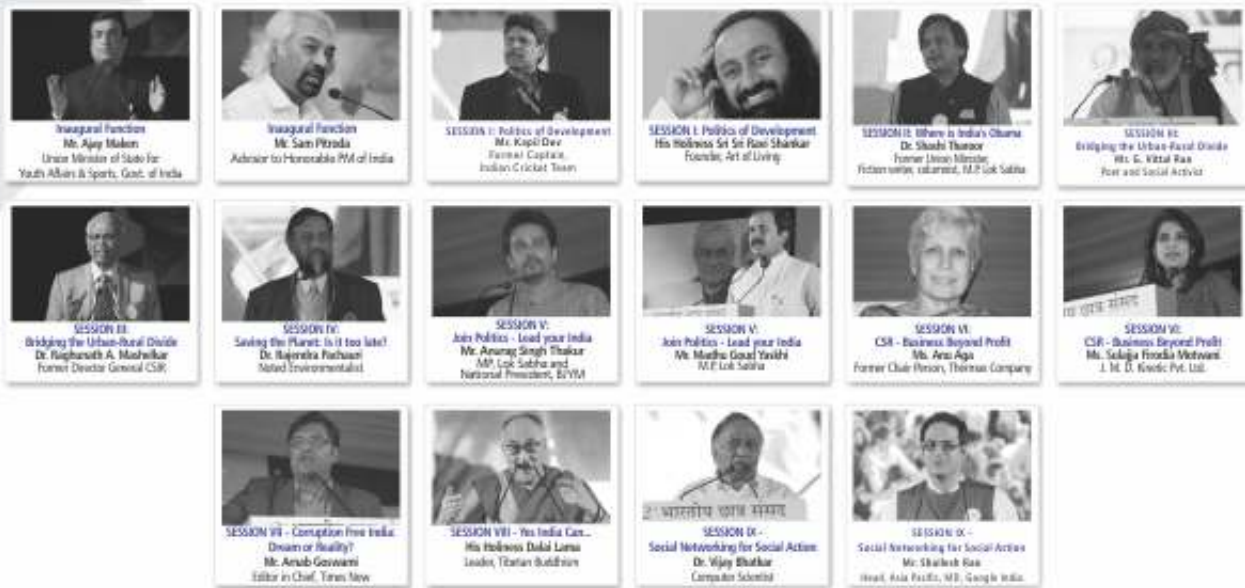 Inaugural Function
Mr. Ajay Maken
Union Minister of State for
Youth Affairs & Sports, Govt. of India
Inaugural Function
Mr. Sam Pitroda
Advisor to Honorable PM of India
SESSION I: Politics of Development
Mr. Kapil Dev
Former Captain,
Indian Cricket Team
SESSION I: Politics of Development
His Holiness Sri Sri Ravi Shankar
Founder, Art of Living
SESSION II: Where is India's Obama
Dr. Shashi Tharoor
Former Union Minister,
Fiction writer, columnist, M.P. Lok Sabha
SESSION III:
Bridging the Urban-Rural Divide
Mr. G. Vittal Rao
Poet and Social Activist
SESSION III:
Bridging the Urban-Rural Divide
Dr. Raghunath A. Mashelkar
Former Director General CSIR
SESSION IV:
Saving the Planet: Is it too late?
Dr. Rajendra Pachauri
Noted Environmentalist
SESSION V:
Join Politics - Lead your India
Mr. Anurag Singh Thakur
MP, Lok Sabha and
National President, BJYM
SESSION V:
Join Politics - Lead your India
Mr. Madhu Goud Yaskhi
M.P. Lok Sabha
SESSION VI:
CSR - Business Beyond Profit
Ms. Anu Aga
Former Chair Person, Thermax Company
छात्र संसद
SESSION VI:
CSR - Business Beyond Profit
Ms. Sulajja Firodia Motwani
J. M. D. Kinetic Pvt. Ltd.
SESSION VII - Corruption Free India:
Dream or Reality?
Mr. Arnab Goswami
Editor in Chief, Times Now
SESSION VIII - Yes India Can...
His Holiness Dalai Lama
Leader, Tibetan Buddhism
भारतीय छात्र संसद
SESSION IX -
Social Networking for Social Action
Dr. Vijay Bhatkar
Computer Scientist
SESSION IX -
Social Networking for Social Action
Mr. Shailesh Rao
Head, Asia Pacific, MD, Google India